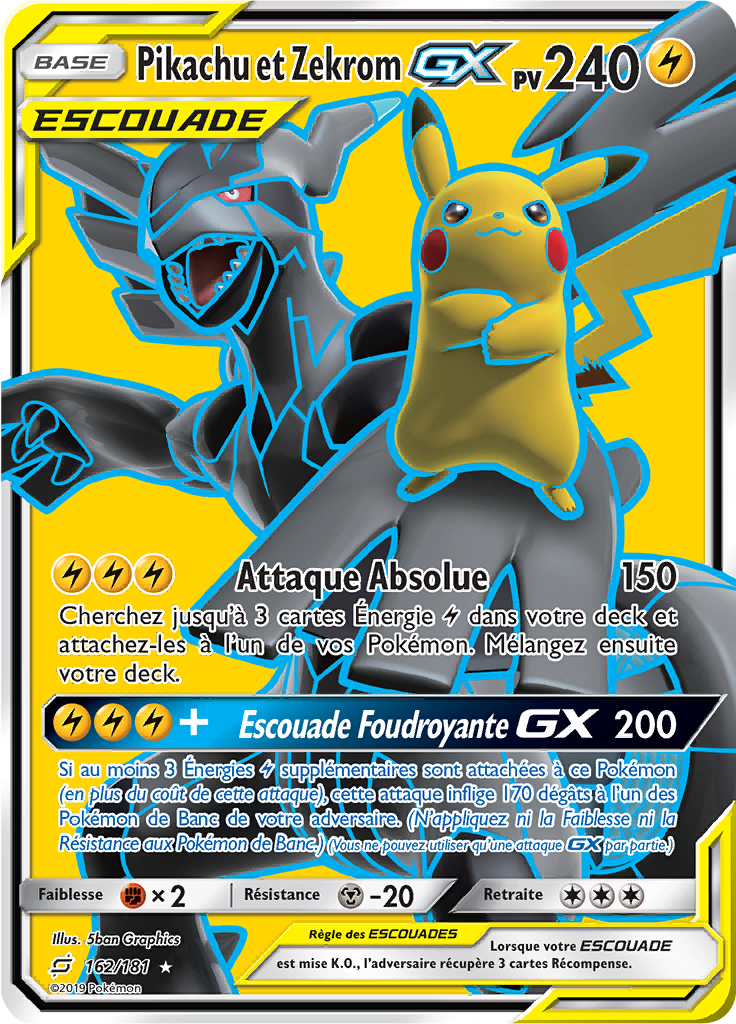 BASE Pikachu et Zekrom GX PV 240
ESCOUADE
Attaque Absolue 150
Cherchez jusqu'à 3 cartes Énergie dans votre deck et
attachez-les à l'un de vos Pokémon. Mélangez ensuite
votre deck.
+ Escouade Foudroyante GX 200
Si au moins 3 Énergies supplémentaires sont attachées à ce Pokémon
(en plus du coût de cette attaque), cette attaque inflige 170 dégâts à l'un des
Pokémon de Banc de votre adversaire. (N'appliquez ni la Faiblesse ni la
Résistance aux Pokémon de Banc.) (Vous ne pouvez utiliser qu'une attaque GX par partie.)
Faiblesse ×2 Résistance -20 Retraite
Illus. 5ban Graphics
162/181 ★
©2019 Pokémon
Règle des ESCOUADES
Lorsque votre ESCOUADE
est mise K.O., l'adversaire récupère 3 cartes Récompense.